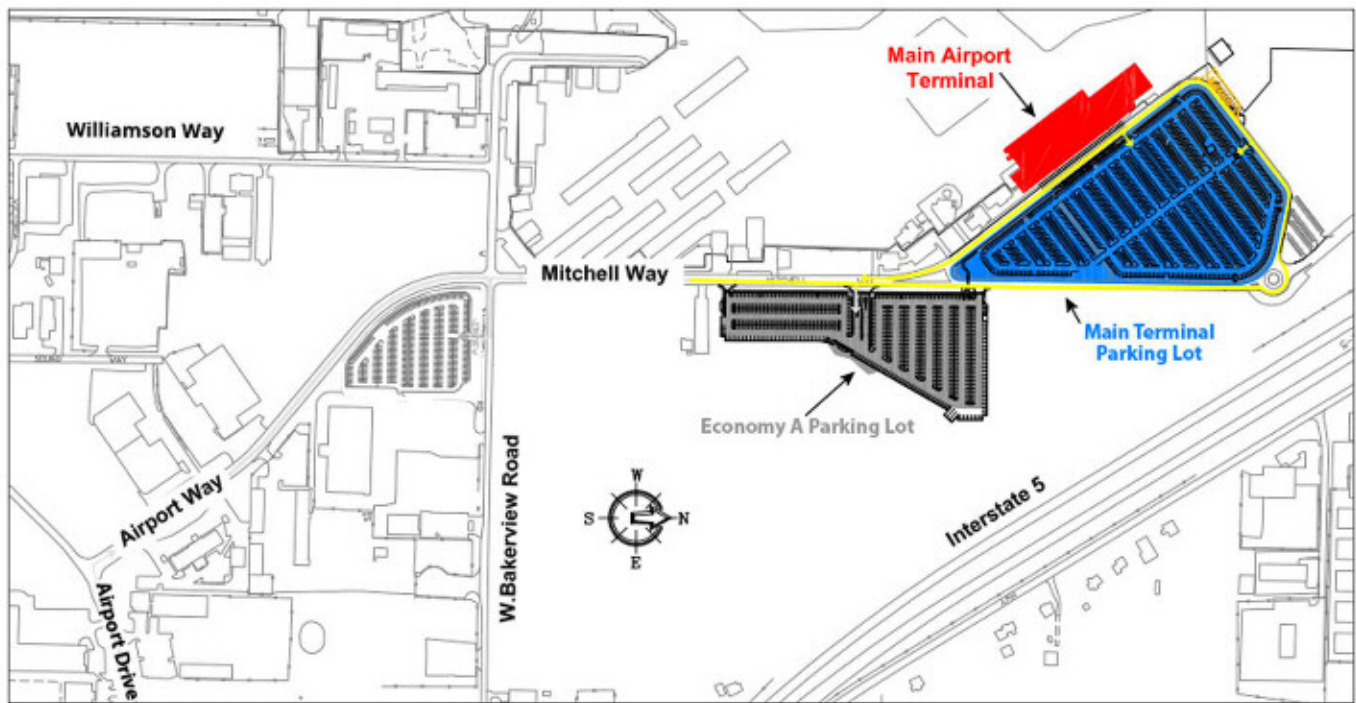 Main Airport
Terminal
Williamson Way
Mitchell Way
Main Terminal
Parking Lot
Economy A Parking Lot
Airport Way
W.Bakerview Road
W
S
N
E
Interstate 5
Airport Drive